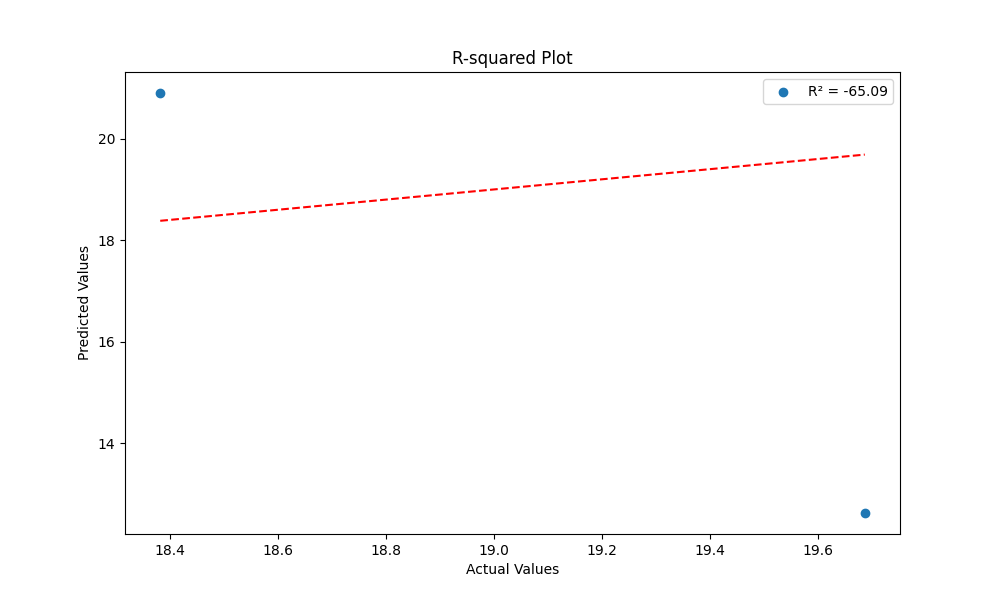 R-squared Plot
R² = -65.09
Predicted Values
20
18
16
14
18.4 18.6 18.8 19.0 19.2 19.4 19.6
Actual Values